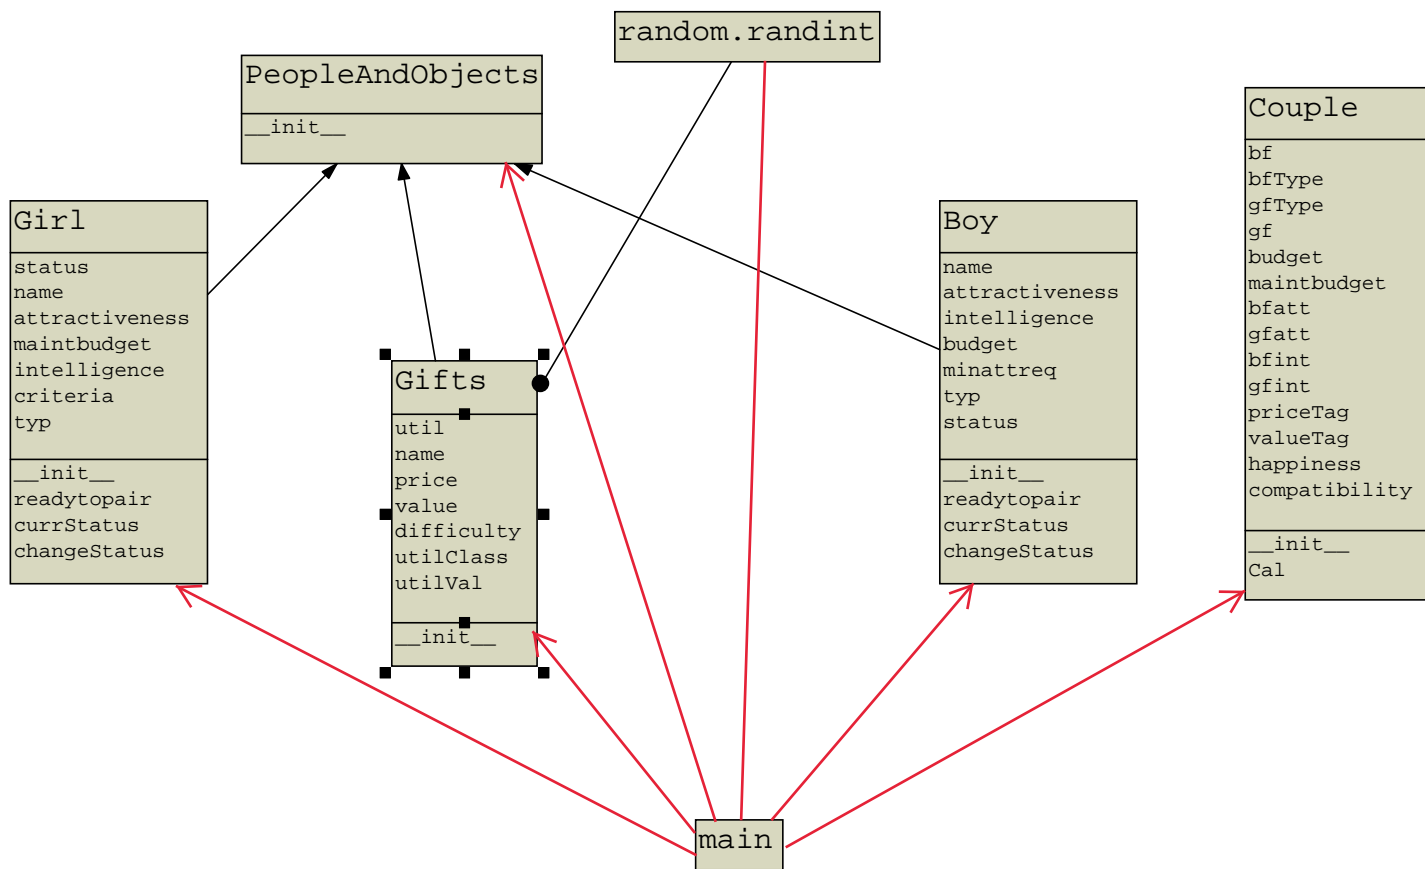 random.randint
PeopleAndObjects
__init__
Girl
status
name
attractiveness
maintbudget
intelligence
criteria
typ
__init__
readytopair
currStatus
changeStatus
Gifts
util
name
price
value
difficulty
utilClass
utilVal
__init__
Boy
name
attractiveness
intelligence
budget
minattreq
typ
status
__init__
readytopair
currStatus
changeStatus
Couple
bf
bfType
gfType
gf
budget
maintbudget
bfatt
gfatt
bfint
gfint
priceTag
valueTag
happiness
compatibility
__init__
Cal
main